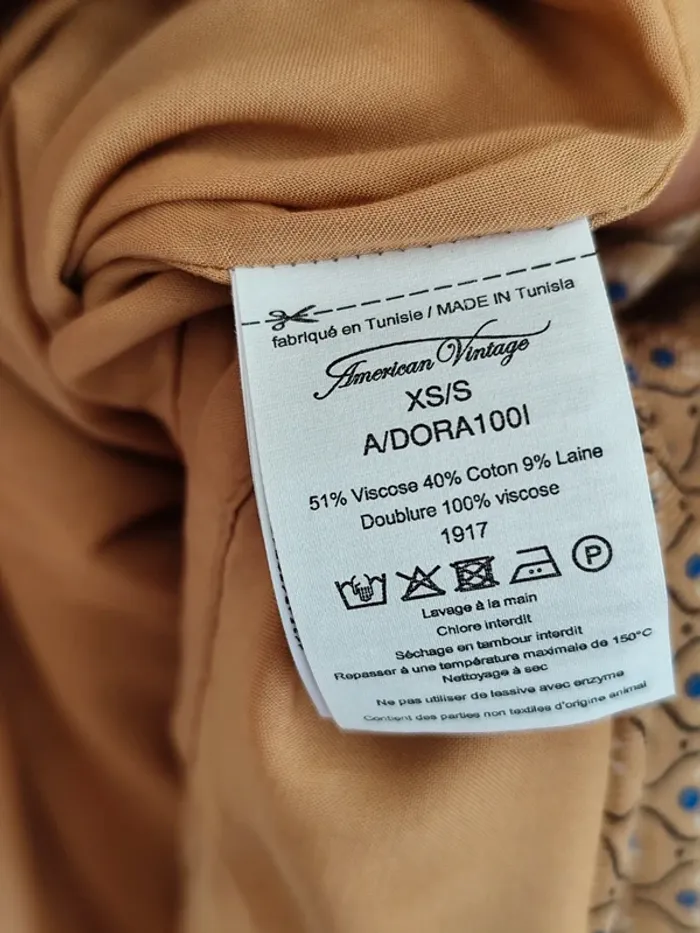 fabriqué en Tunisie / MADE IN Tunisia
American Vintage
XS/S
A/DORA100I
51% Viscose 40% Coton 9% Laine
Doublure 100% viscose
1917
P
Lavage à la main
Chlore interdit
Séchage en tambour interdit
Repasser à une température maximale de 150°C
Nettoyage à sec
Ne pas utiliser de lessive avec enzyme
Contient des parties non textiles d'origine animal